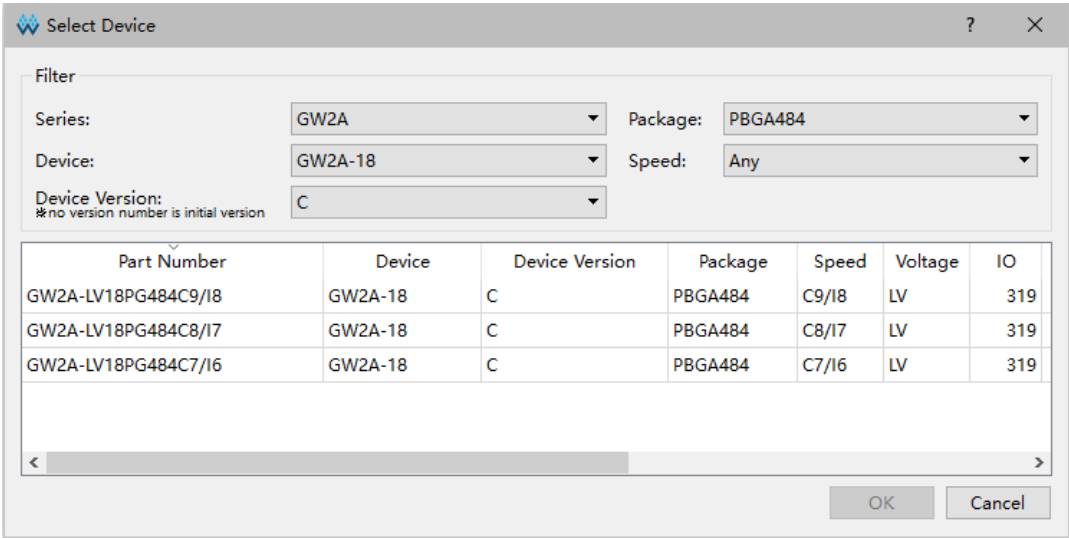 Select Device ?
Filter
Series: GW2A Package: PBGA484
Device: GW2A-18 Speed: Any
Device Version: C
※no version number is initial version
Part Number Device Device Version Package Speed Voltage IO
GW2A-LV18PG484C9/I8 GW2A-18 C PBGA484 C9/I8 LV 319
GW2A-LV18PG484C8/I7 GW2A-18 C PBGA484 C8/I7 LV 319
GW2A-LV18PG484C7/I6 GW2A-18 C PBGA484 C7/I6 LV 319
OK Cancel